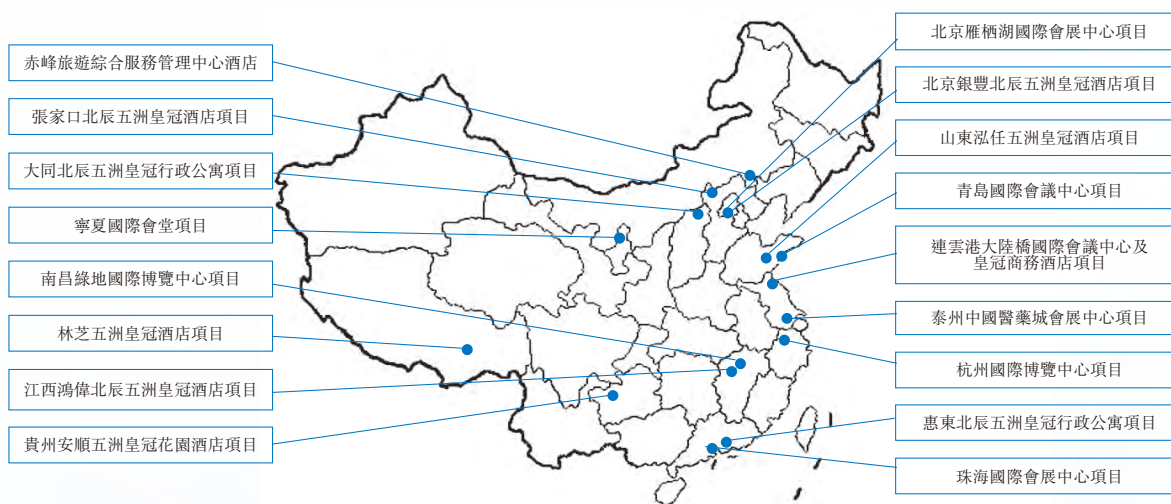 赤峰旅遊綜合服務管理中心酒店
張家口北辰五洲皇冠酒店項目
大同北辰五洲皇冠行政公寓項目
寧夏國際會堂項目
南昌綠地國際博覽中心項目
林芝五洲皇冠酒店項目
江西鴻偉北辰五洲皇冠酒店項目
貴州安順五洲皇冠花園酒店項目
北京雁栖湖國際會展中心項目
北京銀豐北辰五洲皇冠酒店項目
山東泓任五洲皇冠酒店項目
青島國際會議中心項目
連雲港大陸橋國際會議中心及
皇冠商務酒店項目
泰州中國醫藥城會展中心項目
杭州國際博覽中心項目
惠東北辰五洲皇冠行政公寓項目
珠海國際會展中心項目